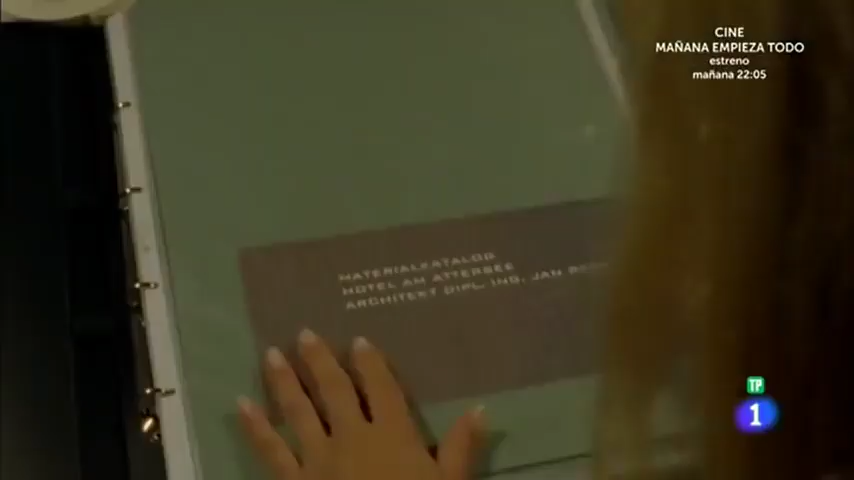 CINE
MAÑANA EMPIEZA TODO
estreno
mañana 22:05
MATERIALKATALOG
HOTEL AM ATTERSEE
ARCHITEKT DIPL. ING. JAN
TP
1